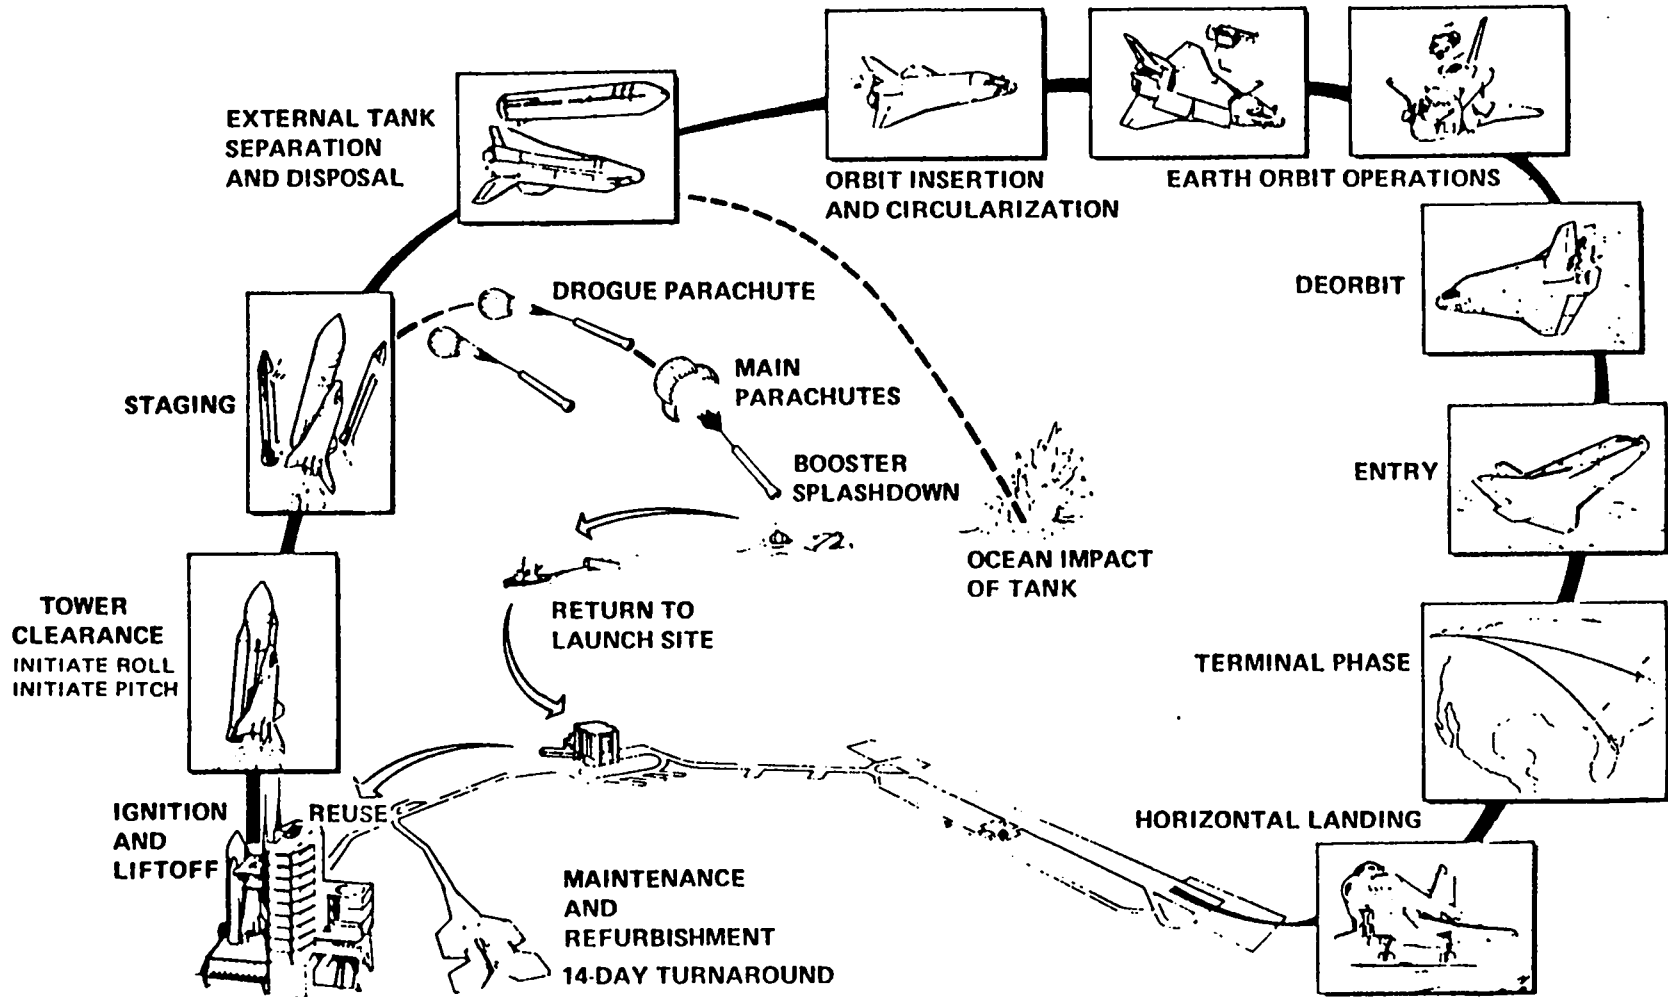 EXTERNAL TANK
SEPARATION
AND DISPOSAL
ORBIT INSERTION
AND CIRCULARIZATION
EARTH ORBIT OPERATIONS
DEORBIT
DROGUE PARACHUTE
MAIN
PARACHUTES
STAGING
BOOSTER
SPLASHDOWN
ENTRY
OCEAN IMPACT
OF TANK
TOWER
CLEARANCE
INITIATE ROLL
INITIATE PITCH
RETURN TO
LAUNCH SITE
TERMINAL PHASE
IGNITION
AND
LIFTOFF
REUSE
HORIZONTAL LANDING
MAINTENANCE
AND
REFURBISHMENT
14-DAY TURNAROUND